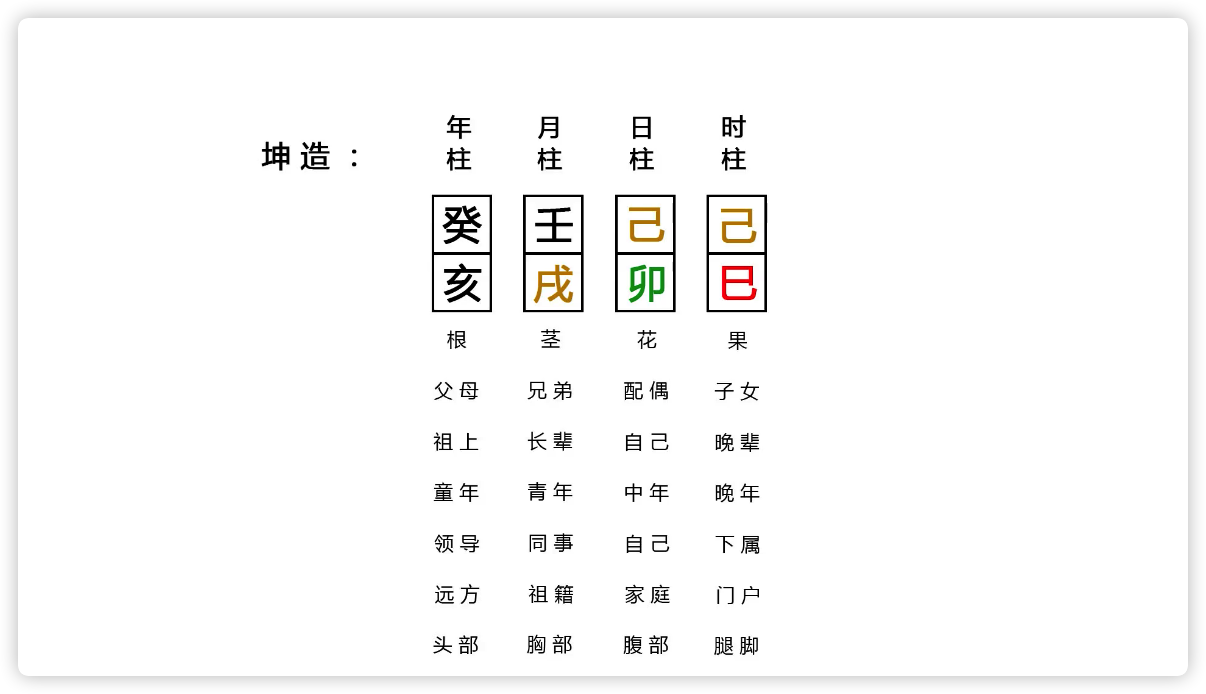 年柱 月柱 日柱 时柱
坤造：
癸 壬 己 己
亥 戌 卯 巳
根 茎 花 果
父母 兄弟 配偶 子女
祖上 长辈 自己 晚辈
童年 青年 中年 晚年
领导 同事 自己 下属
远方 祖籍 家庭 门户
头部 胸部 腹部 腿脚